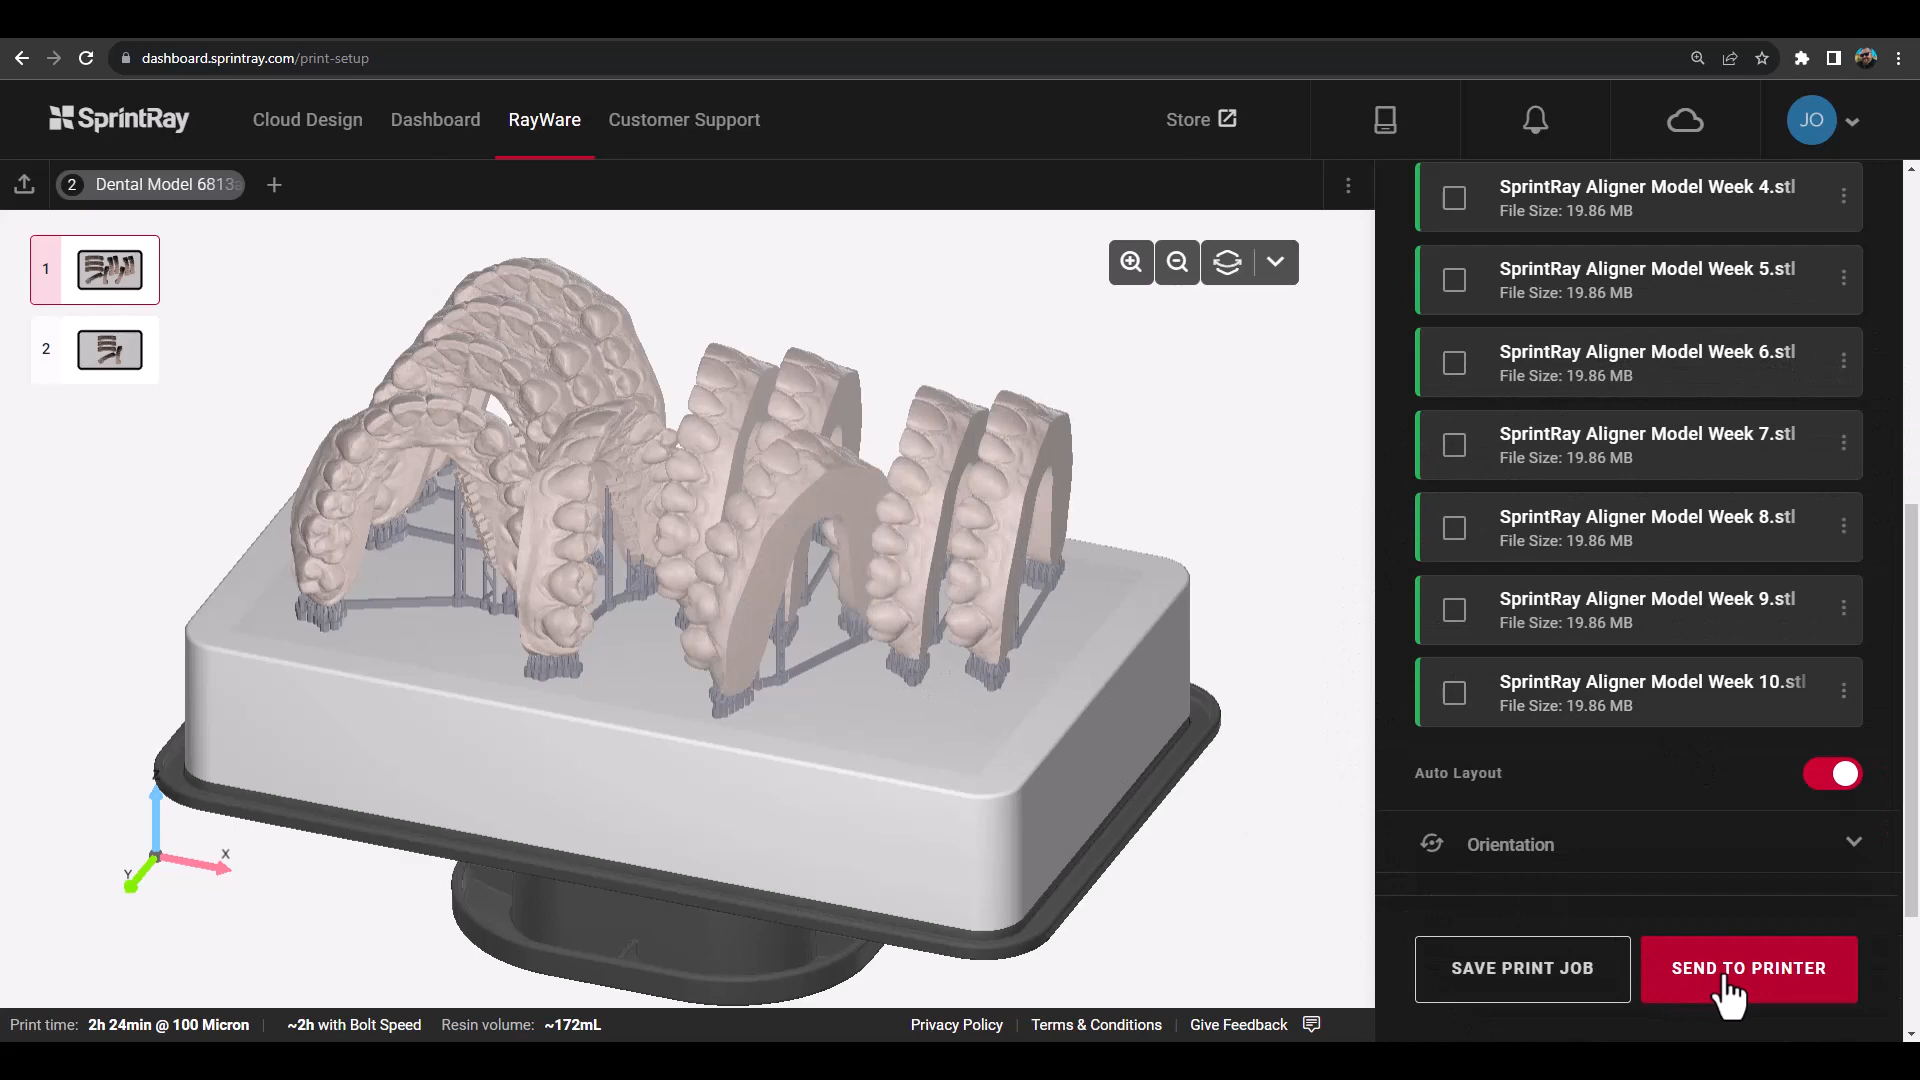 dashboard.sprintray.com/print-setup
SprintRay
Cloud Design
Dashboard
RayWare
Customer Support
Store
JO
2 Dental Model 6813
1
2
SprintRay Aligner Model Week 4.stl
File Size: 19.86 MB
SprintRay Aligner Model Week 5.stl
File Size: 19.86 MB
SprintRay Aligner Model Week 6.stl
File Size: 19.86 MB
SprintRay Aligner Model Week 7.stl
File Size: 19.86 MB
SprintRay Aligner Model Week 8.stl
File Size: 19.86 MB
SprintRay Aligner Model Week 9.stl
File Size: 19.86 MB
SprintRay Aligner Model Week 10.stl
File Size: 19.86 MB
Auto Layout
Orientation
SAVE PRINT JOB
SEND TO PRINTER
Z
X
Y
Print time: 2h 24min @ 100 Micron
~2h with Bolt Speed
Resin volume: ~172mL
Privacy Policy
Terms & Conditions
Give Feedback